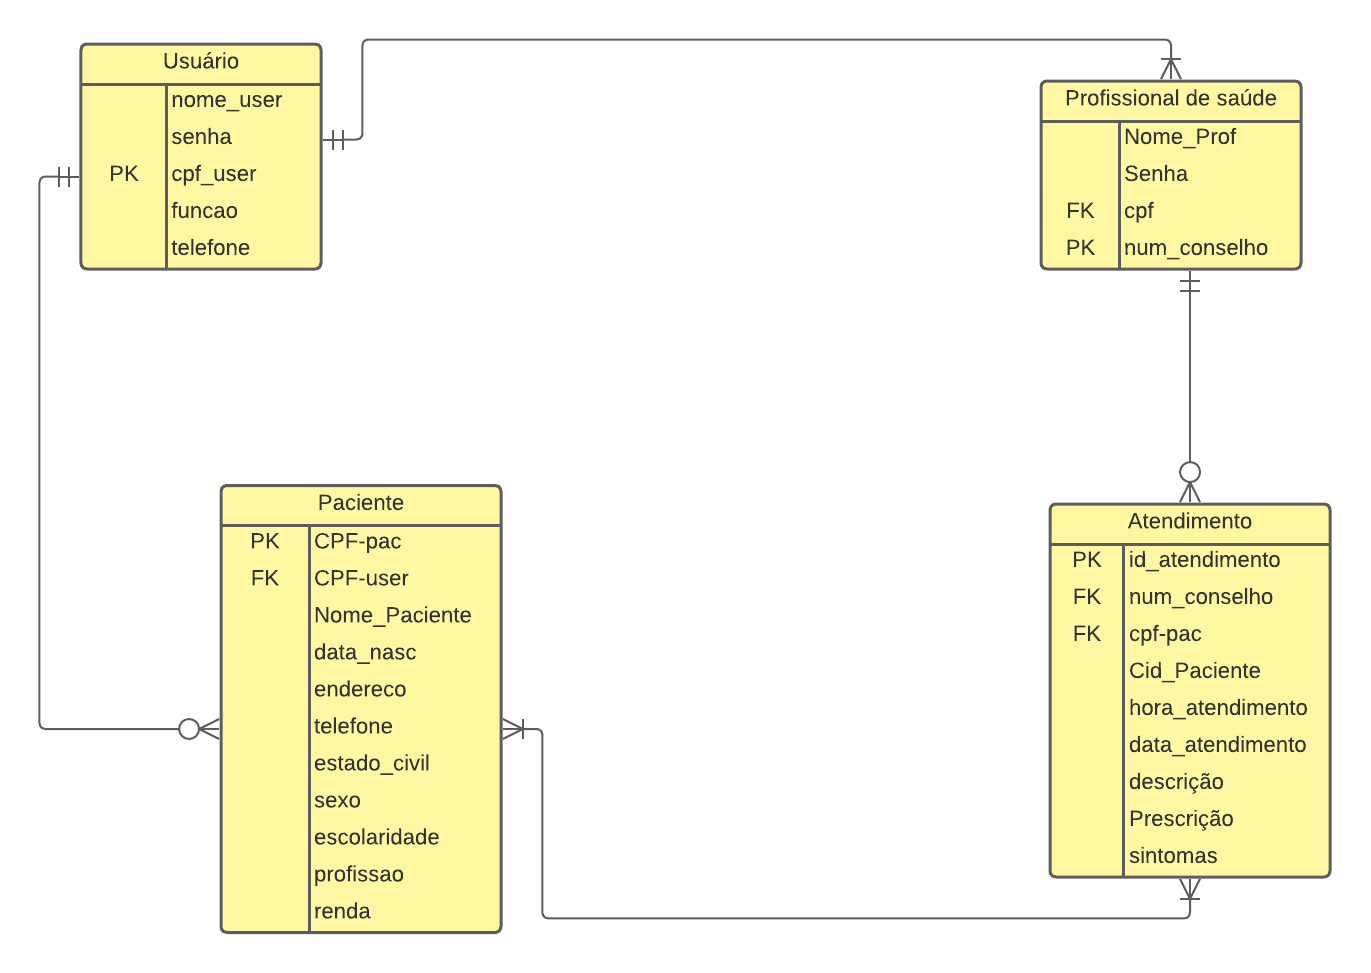 Usuário
nome_user
senha
PK cpf_user
funcao
telefone
Profissional de saúde
Nome_Prof
Senha
FK cpf
PK num_conselho
Paciente
PK CPF-pac
FK CPF-user
Nome_Paciente
data_nasc
endereco
telefone
estado_civil
sexo
escolaridade
profissao
renda
Atendimento
PK id_atendimento
FK num_conselho
FK cpf-pac
Cid_Paciente
hora_atendimento
data_atendimento
descrição
Prescrição
sintomas